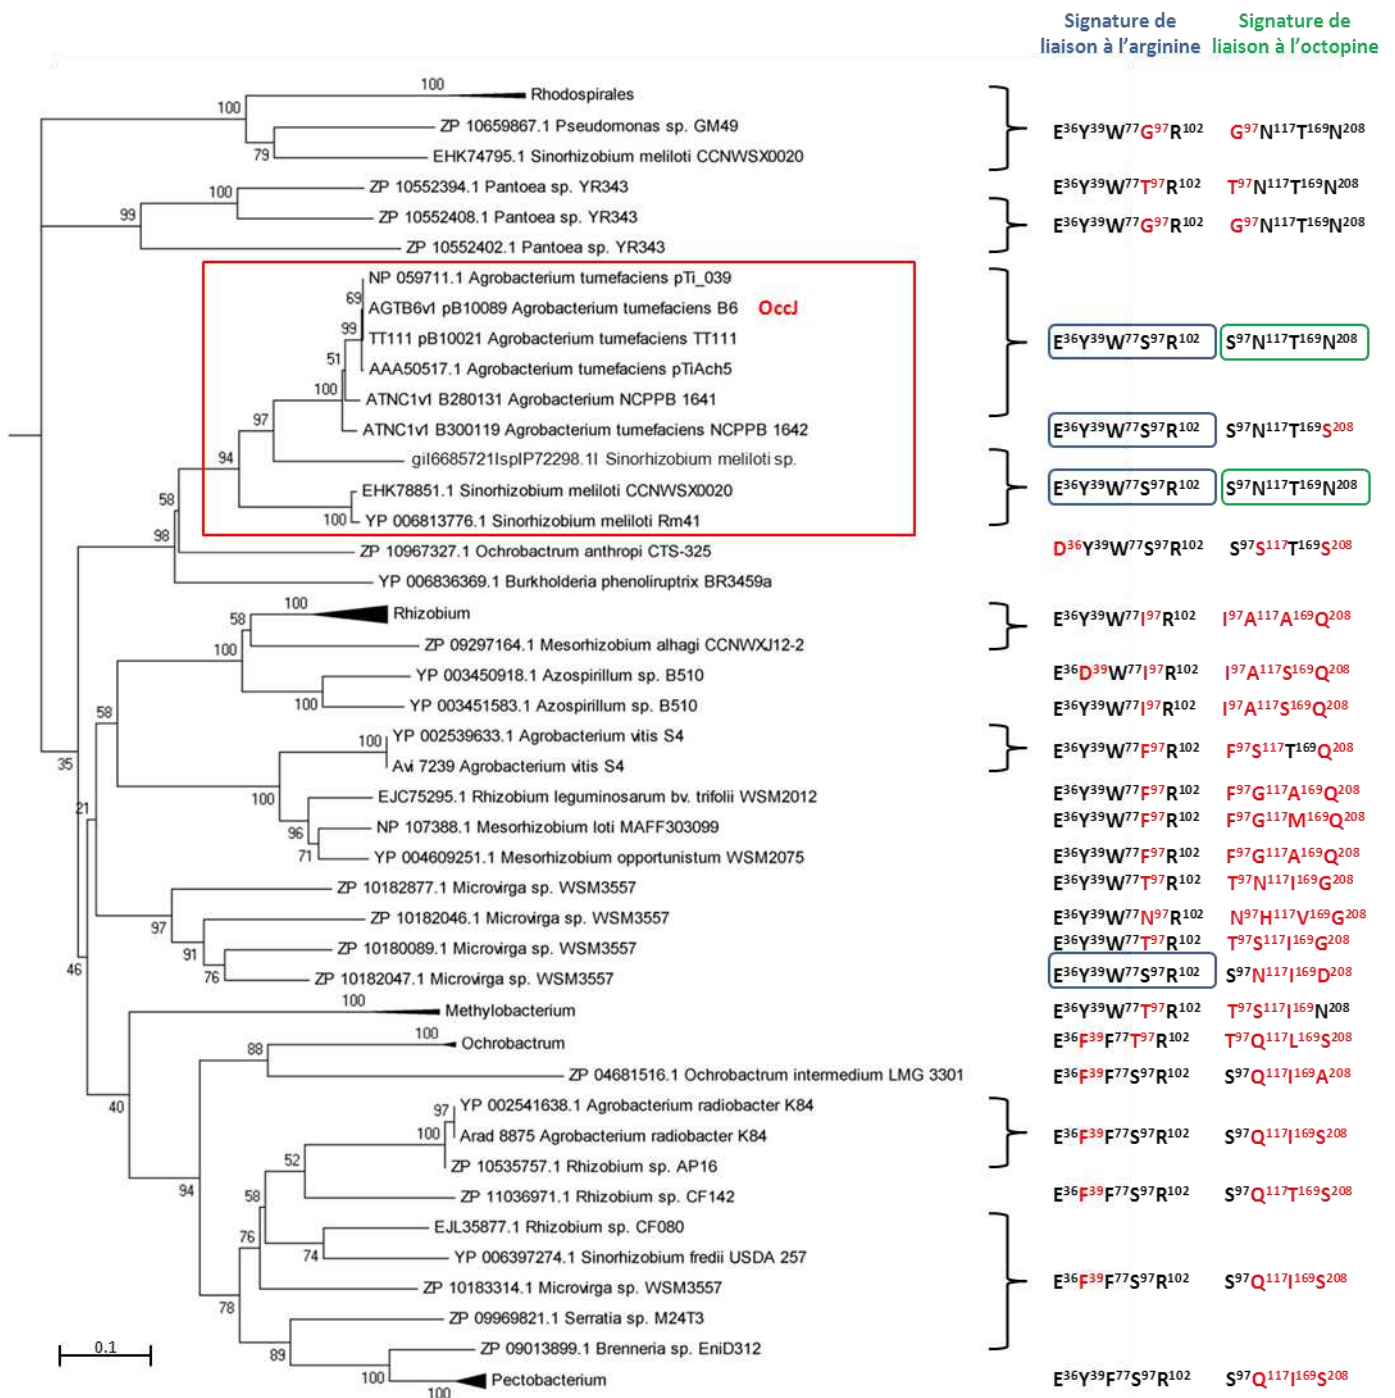 Signature de liaison à l'arginine
Signature de liaison à l'octopine
100 Rhodospirales
100
ZP 10659867.1 Pseudomonas sp. GM49
79
EHK74795.1 Sinorhizobium meliloti CCNWSX0020
E36Y39W77G97R102 G97N117T169N208
ZP 10552394.1 Pantoea sp. YR343
E36Y39W77T97R102 T97N117T169N208
100
99
ZP 10552408.1 Pantoea sp. YR343
ZP 10552402.1 Pantoea sp. YR343
E36Y39W77G97R102 G97N117T169N208
NP 059711.1 Agrobacterium tumefaciens pTi_039
69
AGTB6v1 pB10089 Agrobacterium tumefaciens B6 OccJ
99
TT111 pB10021 Agrobacterium tumefaciens TT111
E36Y39W77S97R102 S97N117T169N208
51
AAA50517.1 Agrobacterium tumefaciens pTiAch5
100
ATNC1v1 B280131 Agrobacterium NCPPB 1641
97
ATNC1v1 B300119 Agrobacterium tumefaciens NCPPB 1642
E36Y39W77S97R102 S97N117T169S208
94
giI6685721IspIP72298.1I Sinorhizobium meliloti sp.
EHK78851.1 Sinorhizobium meliloti CCNWSX0020
E36Y39W77S97R102 S97N117T169N208
58
100
YP 006813776.1 Sinorhizobium meliloti Rm41
98
ZP 10967327.1 Ochrobactrum anthropi CTS-325
D36Y39W77S97R102 S97S117T169S208
YP 006836369.1 Burkholderia phenoliruptrix BR3459a
100 Rhizobium
58
ZP 09297164.1 Mesorhizobium alhagi CCNWXJ12-2
E36Y39W77I97R102 I97A117A169Q208
100
YP 003450918.1 Azospirillum sp. B510
E36D39W77I97R102 I97A117S169Q208
100
YP 003451583.1 Azospirillum sp. B510
E36Y39W77I97R102 I97A117S169Q208
58
YP 002539633.1 Agrobacterium vitis S4
100
Avi 7239 Agrobacterium vitis S4
E36Y39W77F97R102 F97S117T169Q208
35
100
EJC75295.1 Rhizobium leguminosarum bv. trifolii WSM2012
E36Y39W77F97R102 F97G117A169Q208
21
96
NP 107388.1 Mesorhizobium loti MAFF303099
E36Y39W77F97R102 F97G117M169Q208
71
YP 004609251.1 Mesorhizobium opportunistum WSM2075
E36Y39W77F97R102 F97G117A169Q208
ZP 10182877.1 Microvirga sp. WSM3557
E36Y39W77T97R102 T97N117I169G208
97
ZP 10182046.1 Microvirga sp. WSM3557
E36Y39W77N97R102 N97H117V169G208
91
ZP 10180089.1 Microvirga sp. WSM3557
E36Y39W77T97R102 T97S117I169G208
46
76
ZP 10182047.1 Microvirga sp. WSM3557
E36Y39W77S97R102 S97N117I169D208
100 Methylobacterium
E36Y39W77T97R102 T97S117I169N208
100 Ochrobactrum
E36F39F77T97R102 T97Q117L169S208
88
ZP 04681516.1 Ochrobactrum intermedium LMG 3301
E36F39F77S97R102 S97Q117I169A208
40
YP 002541638.1 Agrobacterium radiobacter K84
97
100
Arad 8875 Agrobacterium radiobacter K84
E36F39F77S97R102 S97Q117I169S208
52
ZP 10535757.1 Rhizobium sp. AP16
94
58
ZP 11036971.1 Rhizobium sp. CF142
E36F39F77S97R102 S97Q117T169S208
EJL35877.1 Rhizobium sp. CF080
76
74
YP 006397274.1 Sinorhizobium fredii USDA 257
E36F39F77S97R102 S97Q117I169S208
ZP 10183314.1 Microvirga sp. WSM3557
78
ZP 09969821.1 Serratia sp. M24T3
89
ZP 09013899.1 Brenneria sp. EniD312
0.1
100
100 Pectobacterium
E36Y39F77S97R102 S97Q117I169S208